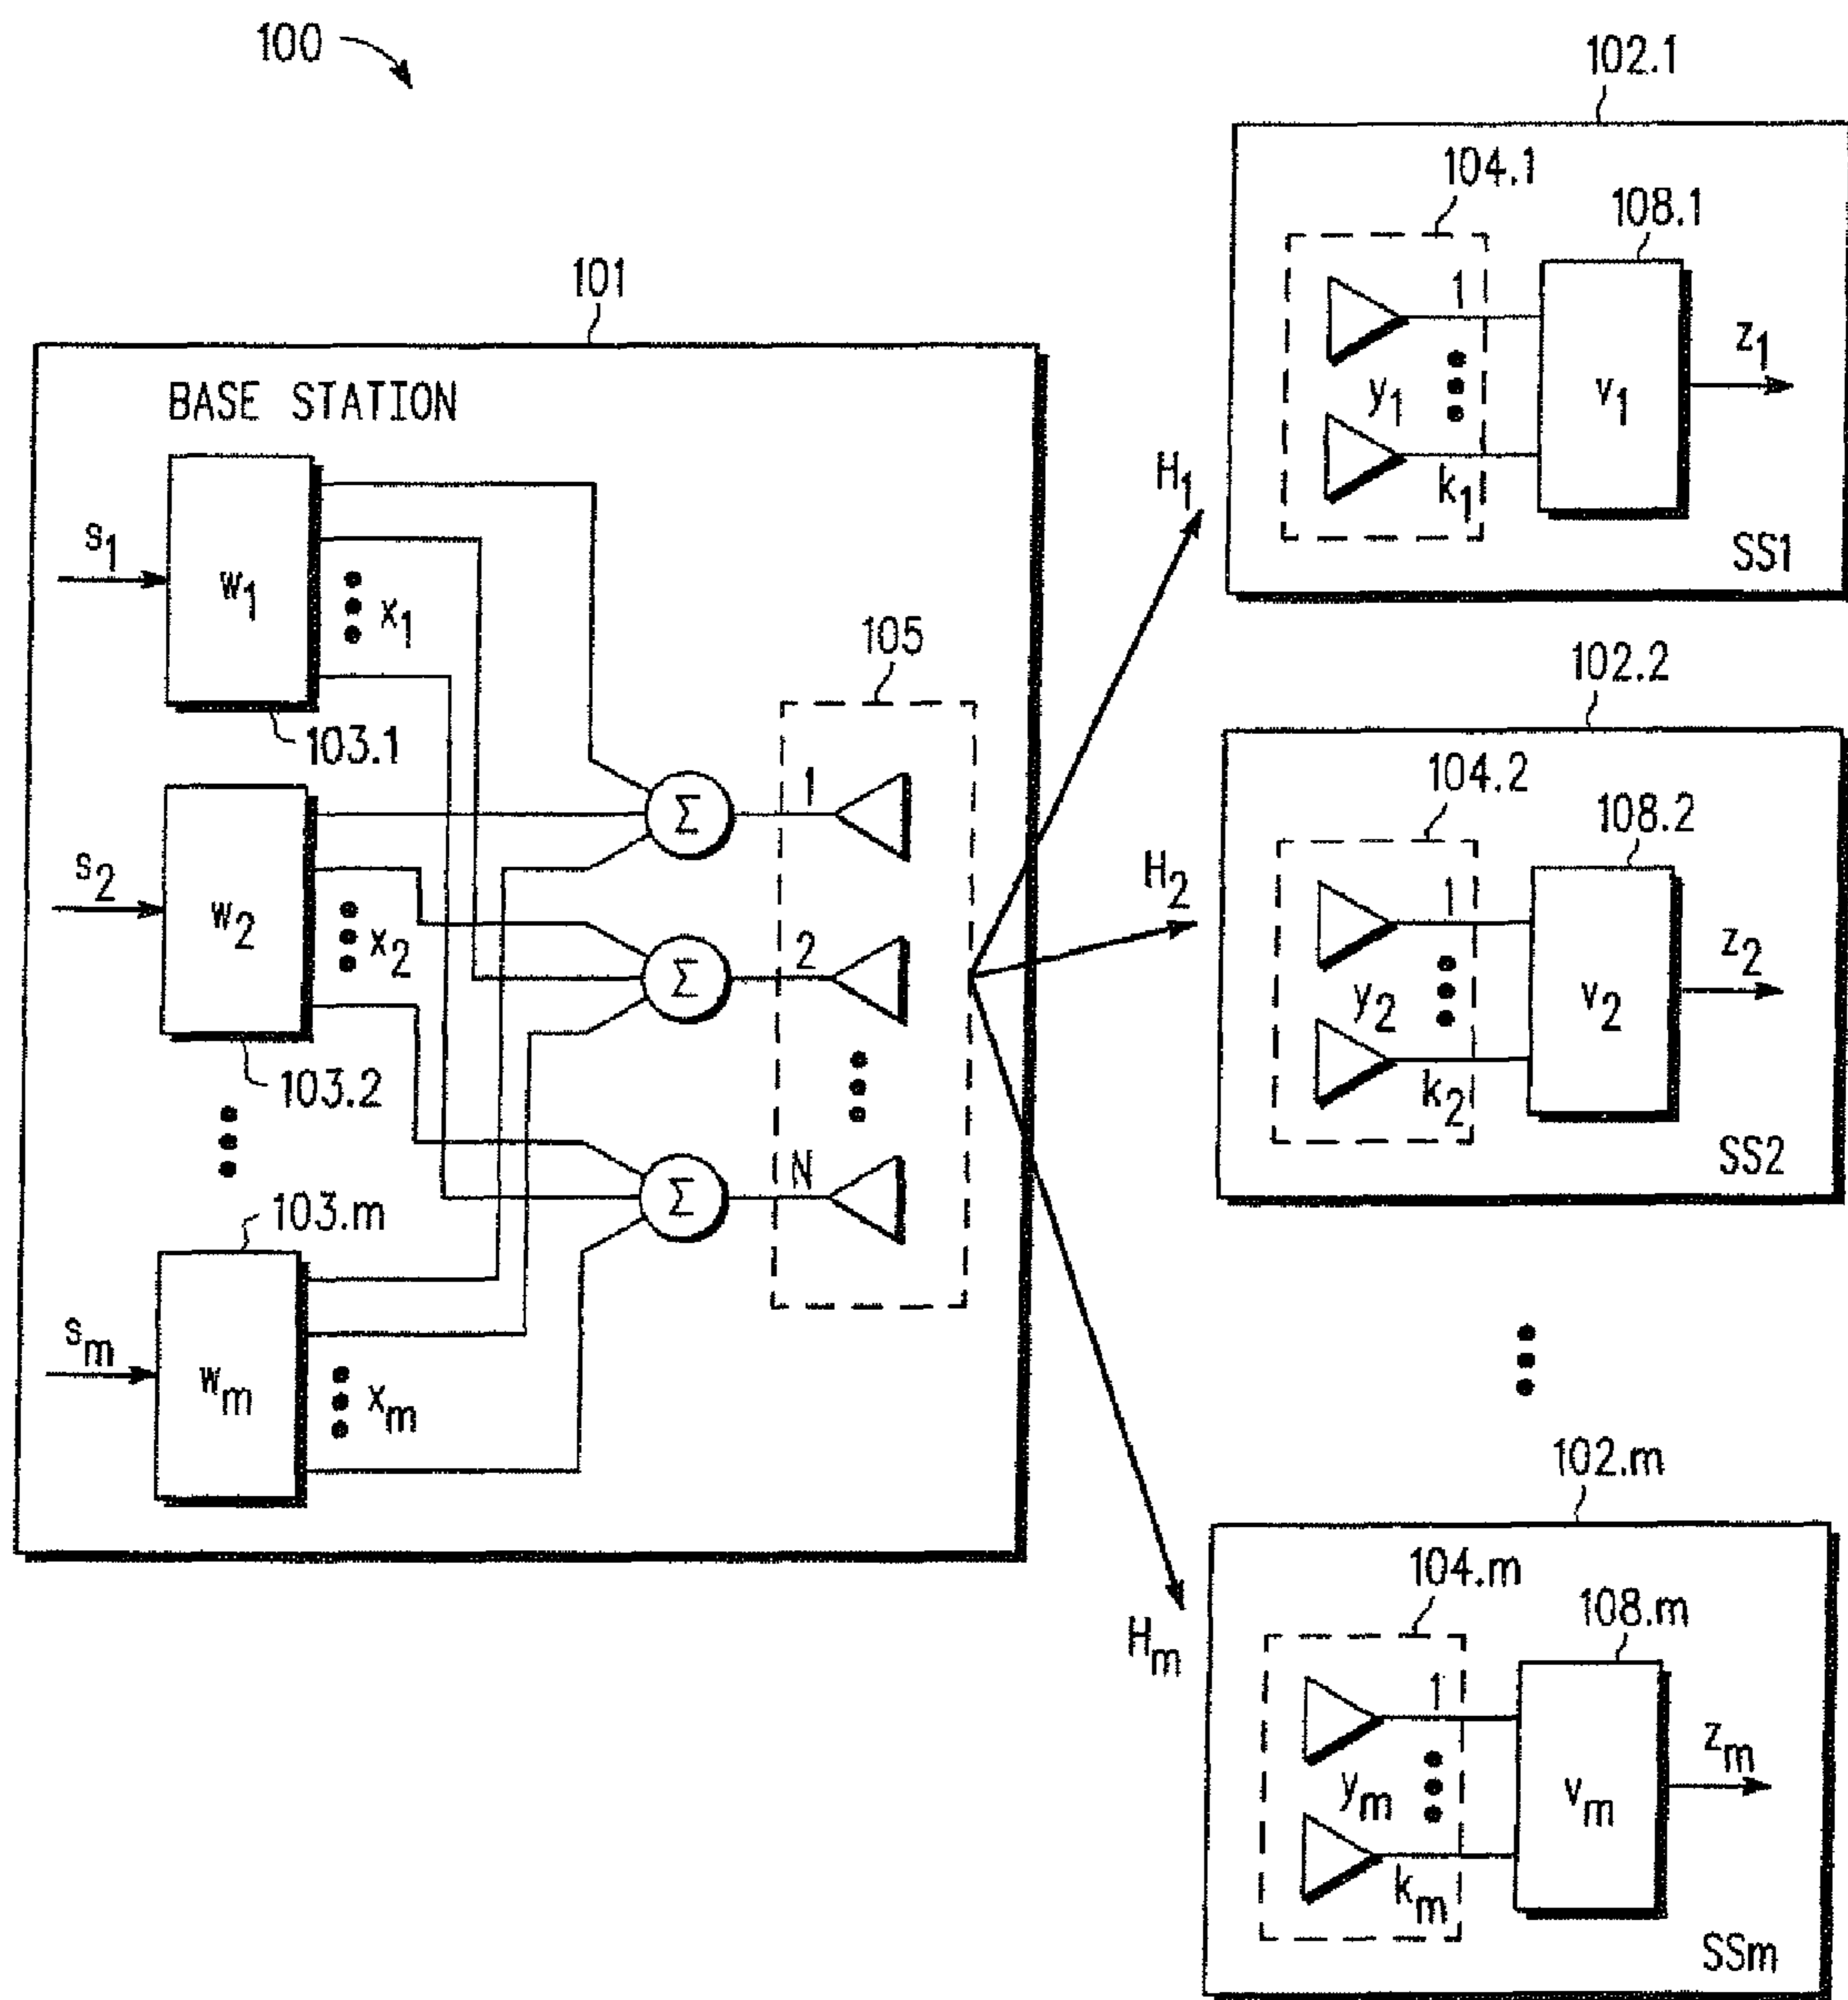 100
101
BASE STATION
s1
w1
x1
103.1
s2
w2
x2
103.2
sm
wm
xm
103.m
Σ
Σ
Σ
105
1
2
N
H1
H2
Hm
102.1
104.1
108.1
1
y1
k1
v1
z1
SS1
102.2
104.2
108.2
1
y2
k2
v2
z2
SS2
102.m
104.m
108.m
1
ym
km
vm
zm
SSm